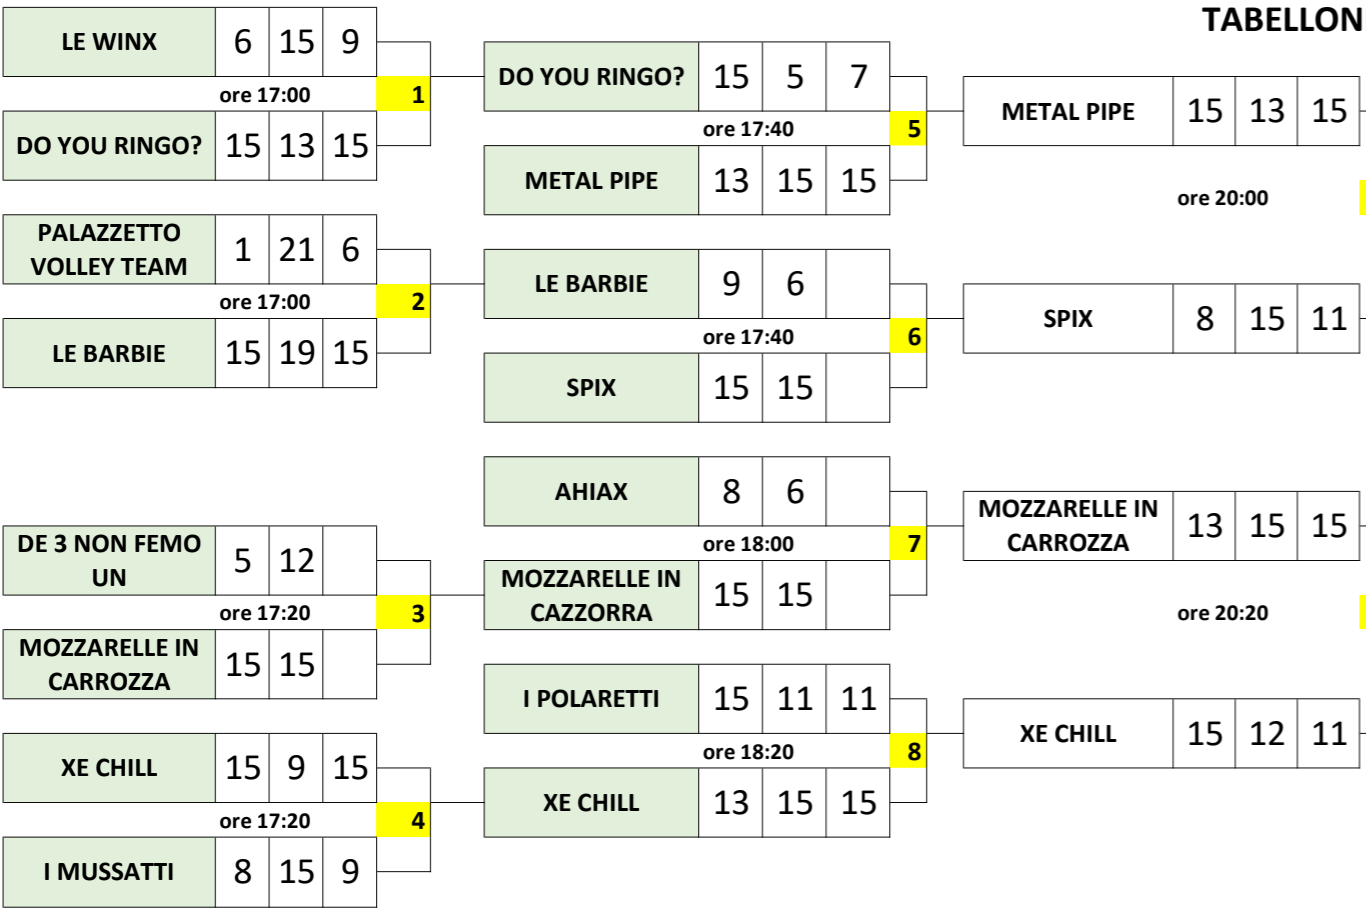 TABELLON
LE WINX 6 15 9
ore 17:00 1
DO YOU RINGO? 15 13 15
PALAZZETTO
VOLLEY TEAM 1 21 6
ore 17:00 2
LE BARBIE 15 19 15
DE 3 NON FEMO
UN 5 12
ore 17:20 3
MOZZARELLE IN
CARROZZA 15 15
XE CHILL 15 9 15
ore 17:20 4
I MUSSATTI 8 15 9
DO YOU RINGO? 15 5 7
ore 17:40 5
METAL PIPE 13 15 15
LE BARBIE 9 6
ore 17:40 6
SPIX 15 15
AHIAX 8 6
ore 18:00 7
MOZZARELLE IN
CAZZORRA 15 15
I POLARETTI 15 11 11
ore 18:20 8
XE CHILL 13 15 15
METAL PIPE 15 13 15
ore 20:00
SPIX 8 15 11
MOZZARELLE IN
CARROZZA 13 15 15
ore 20:20
XE CHILL 15 12 11